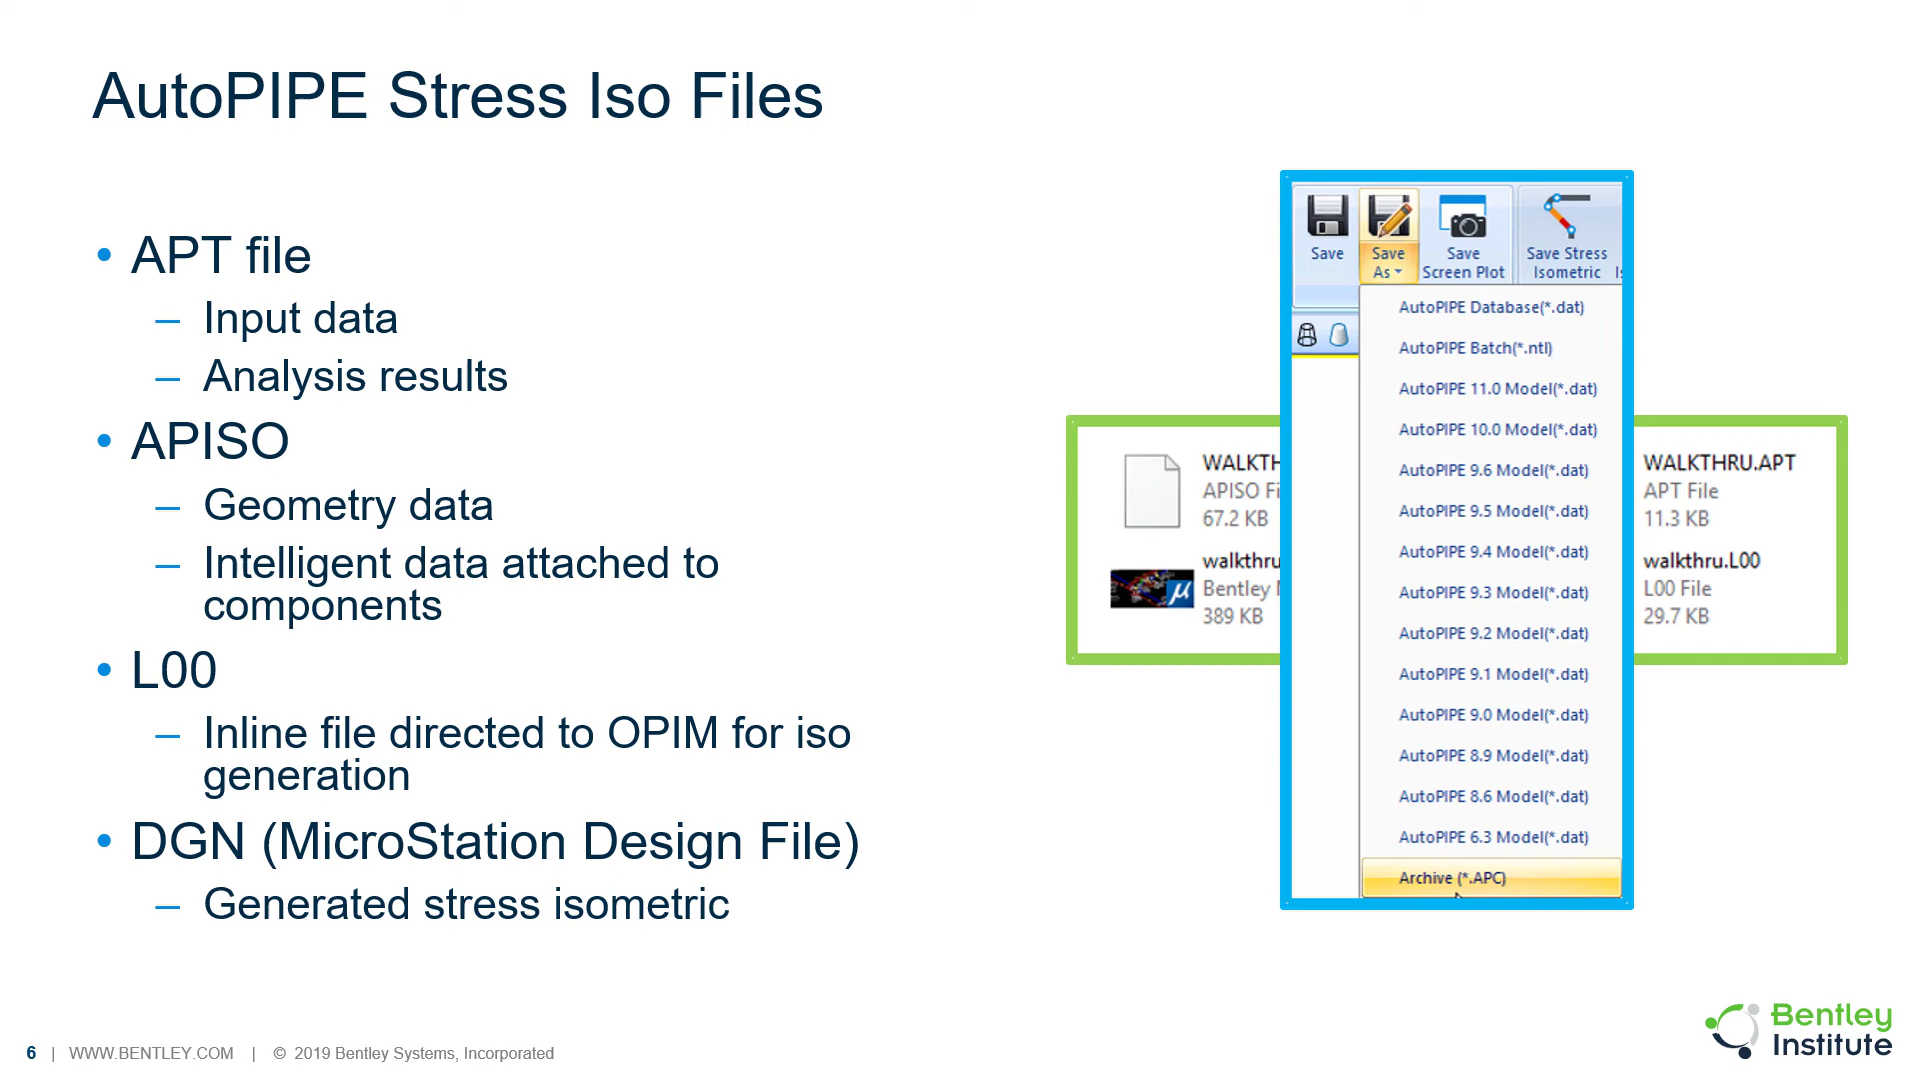 AutoPIPE Stress Iso Files
• APT file
– Input data
– Analysis results
• APISO
– Geometry data
– Intelligent data attached to
components
• L00
– Inline file directed to OPIM for iso
generation
• DGN (MicroStation Design File)
– Generated stress isometric
Save
Save
As
Save
Screen Plot
Save Stress
Isometric
AutoPIPE Database(*.dat)
AutoPIPE Batch(*.ntl)
AutoPIPE 11.0 Model(*.dat)
AutoPIPE 10.0 Model(*.dat)
AutoPIPE 9.6 Model(*.dat)
AutoPIPE 9.5 Model(*.dat)
AutoPIPE 9.4 Model(*.dat)
AutoPIPE 9.3 Model(*.dat)
AutoPIPE 9.2 Model(*.dat)
AutoPIPE 9.1 Model(*.dat)
AutoPIPE 9.0 Model(*.dat)
AutoPIPE 8.9 Model(*.dat)
AutoPIPE 8.6 Model(*.dat)
AutoPIPE 6.3 Model(*.dat)
Archive (*.APC)
WALKTH
APISO Fi
67.2 KB
walkthru
Bentley
389 KB
WALKTHRU.APT
APT File
11.3 KB
walkthru.L00
L00 File
29.7 KB
6 | WWW.BENTLEY.COM | © 2019 Bentley Systems, Incorporated
Bentley
Institute